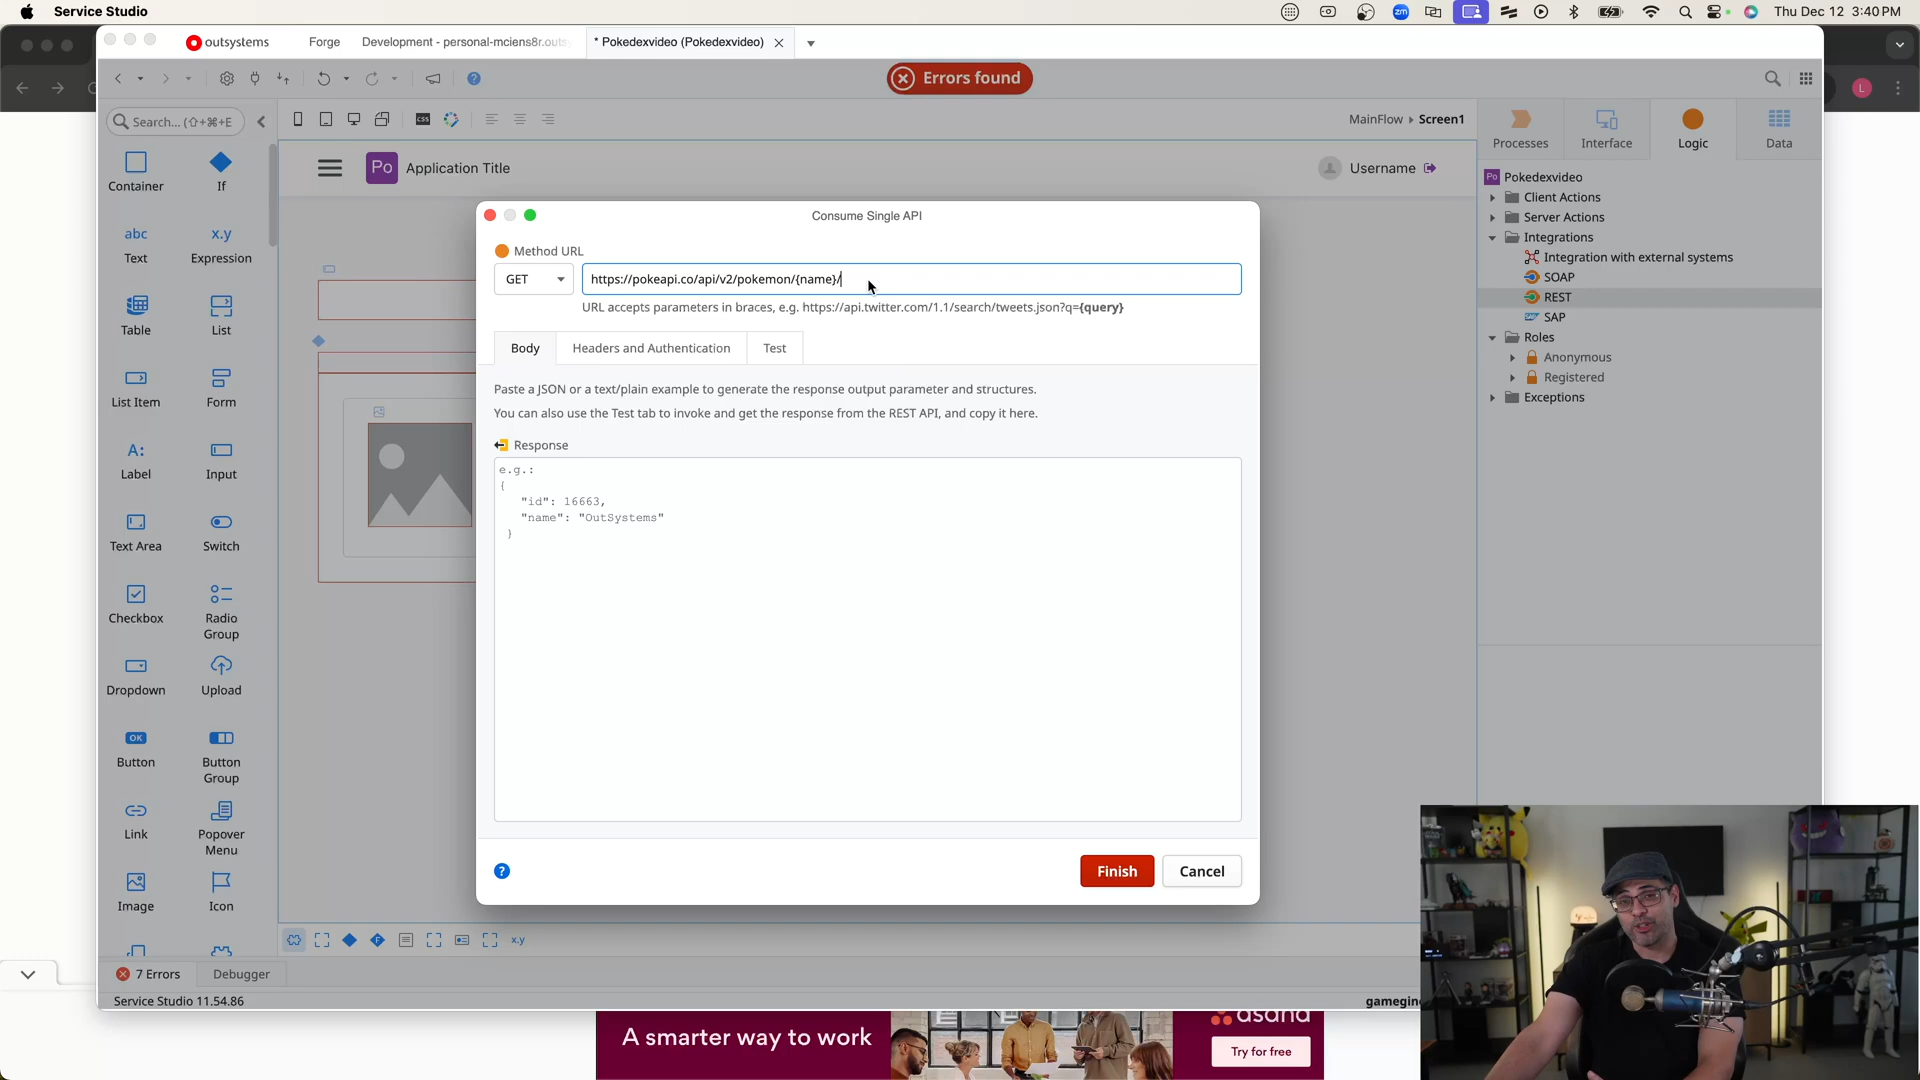 Service Studio
zm
Thu Dec 12 3:40 PM
outsystems
Forge
Development - personal-mciens8r.outs
* Pokedexvideo (Pokedexvideo)
Errors found
L
Search... (⇧+⌘+E
CSS
MainFlow ▸ Screen1
Processes
Interface
Logic
Data
Container
If
Po
Application Title
Username
Po Pokedexvideo
Client Actions
Server Actions
Integrations
Integration with external systems
SOAP
REST
SAP
Roles
Anonymous
Registered
Exceptions
abc
Text
x.y
Expression
Table
List
List Item
Form
A:
Label
Input
Text Area
Switch
Checkbox
Radio
Group
Dropdown
Upload
OK
Button
Button
Group
Link
Popover
Menu
Image
Icon
Consume Single API
Method URL
GET
https://pokeapi.co/api/v2/pokemon/{name}/
URL accepts parameters in braces, e.g. https://api.twitter.com/1.1/search/tweets.json?q={query}
Body
Headers and Authentication
Test
Paste a JSON or a text/plain example to generate the response output parameter and structures.
You can also use the Test tab to invoke and get the response from the REST API, and copy it here.
Response
e.g.:
{
"id": 16663,
"name": "OutSystems"
}
?
Finish
Cancel
x.y
7 Errors
Debugger
Service Studio 11.54.86
A smarter way to work
asana
Try for free